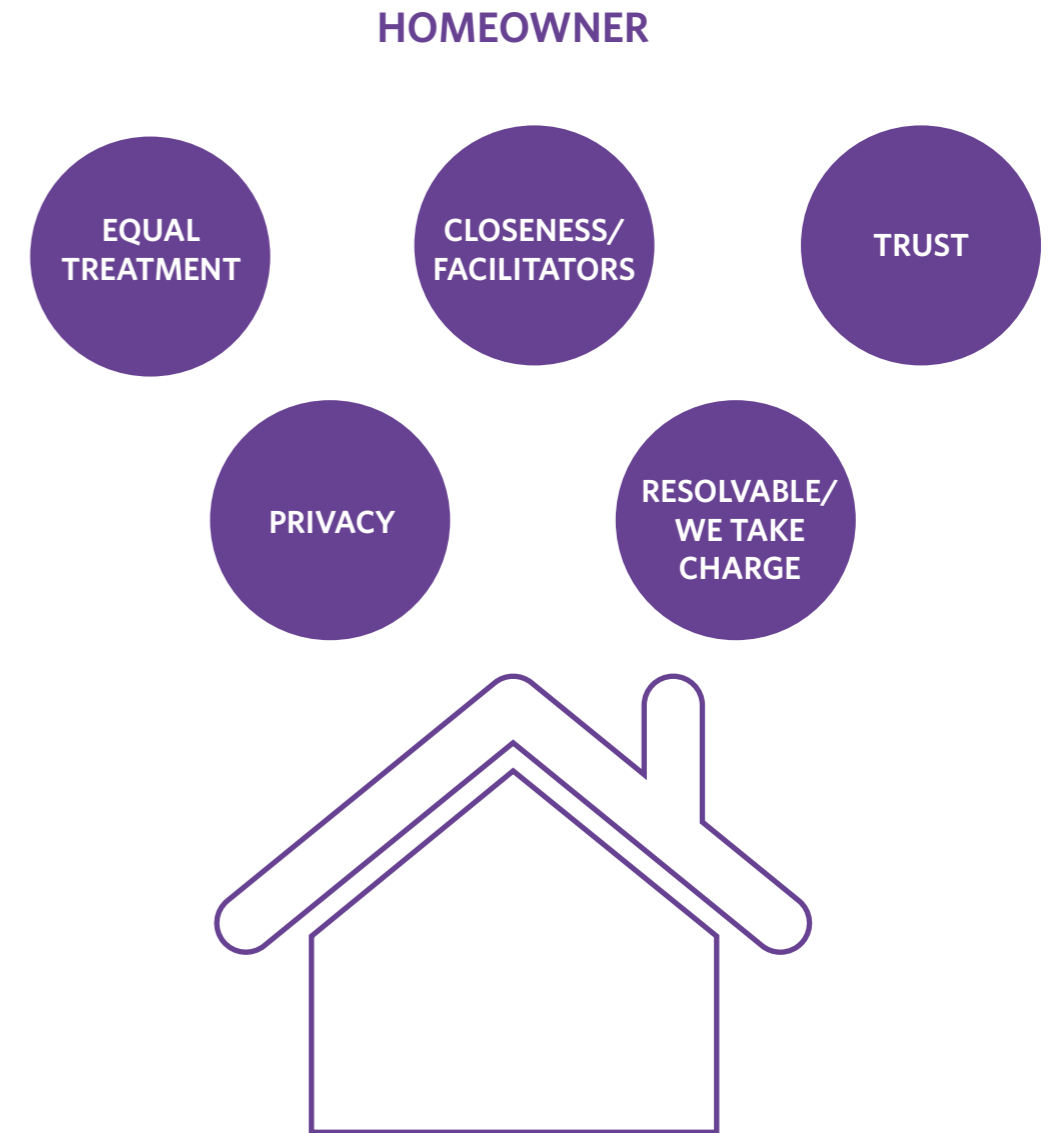 HOMEOWNER
EQUAL
TREATMENT
CLOSENESS/
FACILITATORS
TRUST
PRIVACY
RESOLVABLE/
WE TAKE
CHARGE